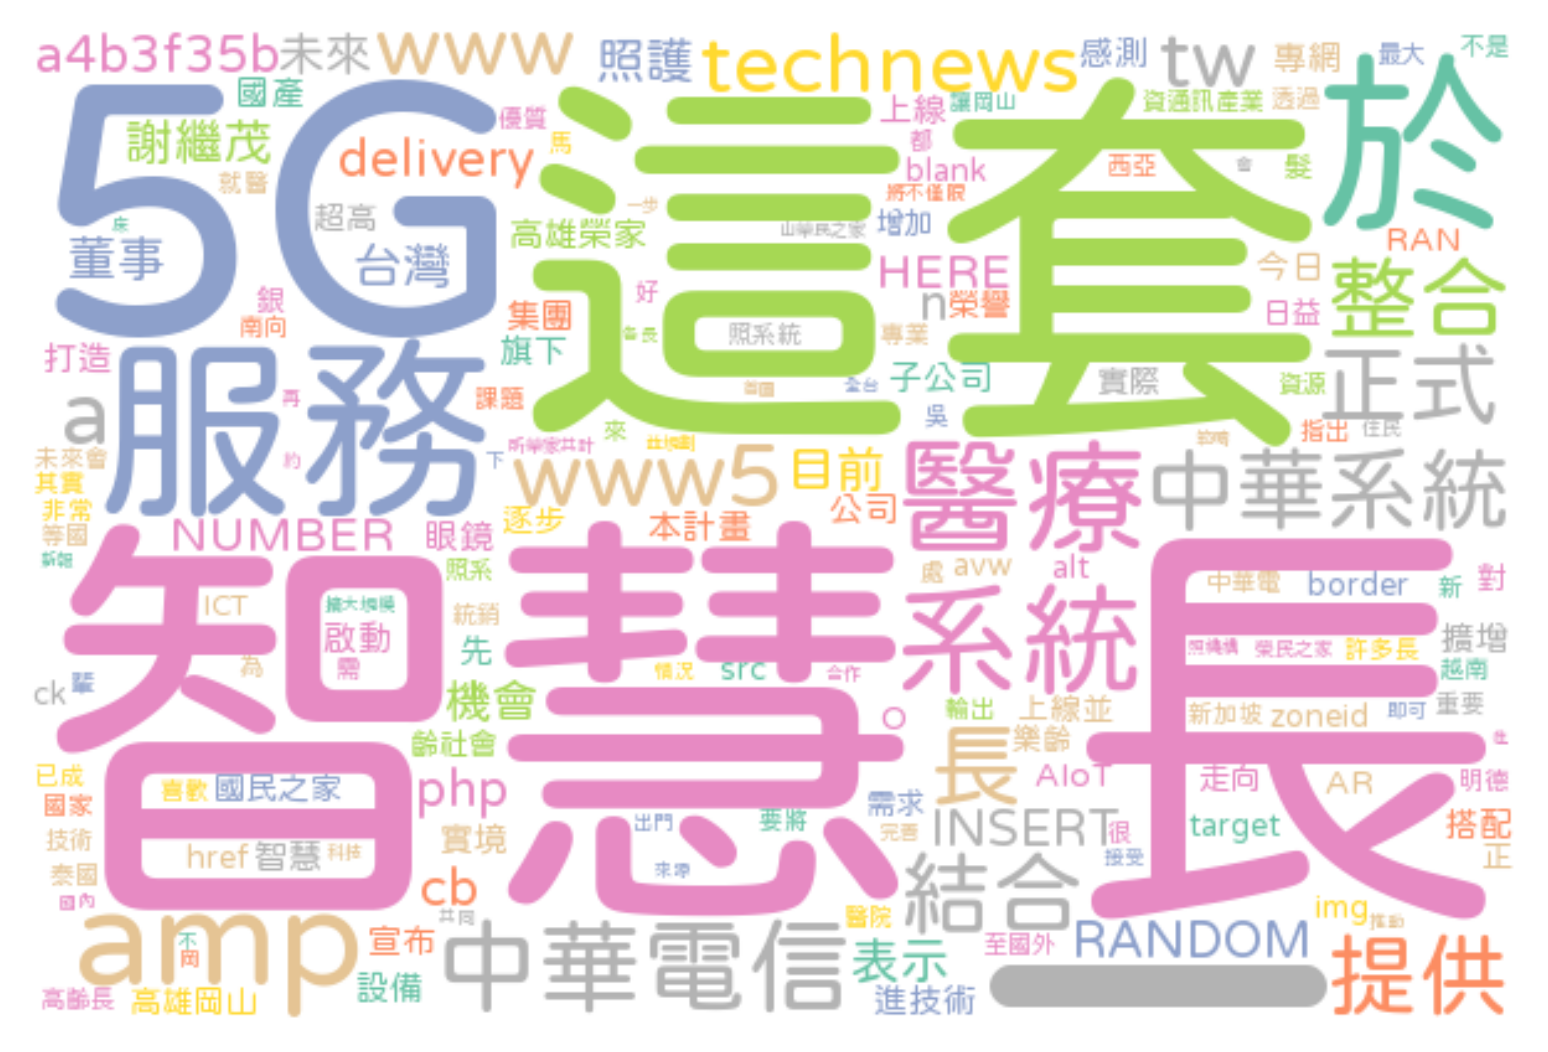 a4b3f35b
未來
www
照護
technews
感測
tw
專網
最大
不是
國產
謝繼茂
就醫
delivery
優質
馬
上線
讓岡山
都
blank
資通訊產業
透過
西亞
會
髮
於
5G
超高
床
董事
台灣
高雄榮家
一步
這套
將不僅限
山榮民之家
增加
HERE
n
榮譽
RAN
今日
整合
銀
南向
集團
旗下
好
會長
照系統
專業
日益
打造
服務
課題
再
全台
子公司
實際
資源
正式
a
來
吳
指出
住民
未來會
其實
非常
等國
約
下
所榮家共計
www5
目前
公司
醫療
中華系統
NUMBER
眼鏡
逐步
本計畫
照系
處
avw
alt
中華電
border
新
對
ICT
擴大規模
啟動
需
統銷
先
智慧
系統
長
照機構
榮民之家
許多長
擴增
越南
為
ck
輩
情況
src
合作
機會
O
輸出
上線並
新加坡
zoneid
即可
重要
齡社會
長
樂齡
已成
國家
喜歡
國民之家
php
AIoT
走向
AR
明德
需求
完善
INSERT
很
target
搭配
正
技術
實境
出門
要將
href
智慧
科技
接受
泰國
國內
cb
來源
結合
共同
醫院
img
推動
amp
不
岡
宣布
中華電信
表示
至國外
RANDOM
提供
高齡長
高雄岡山
設備
進技術